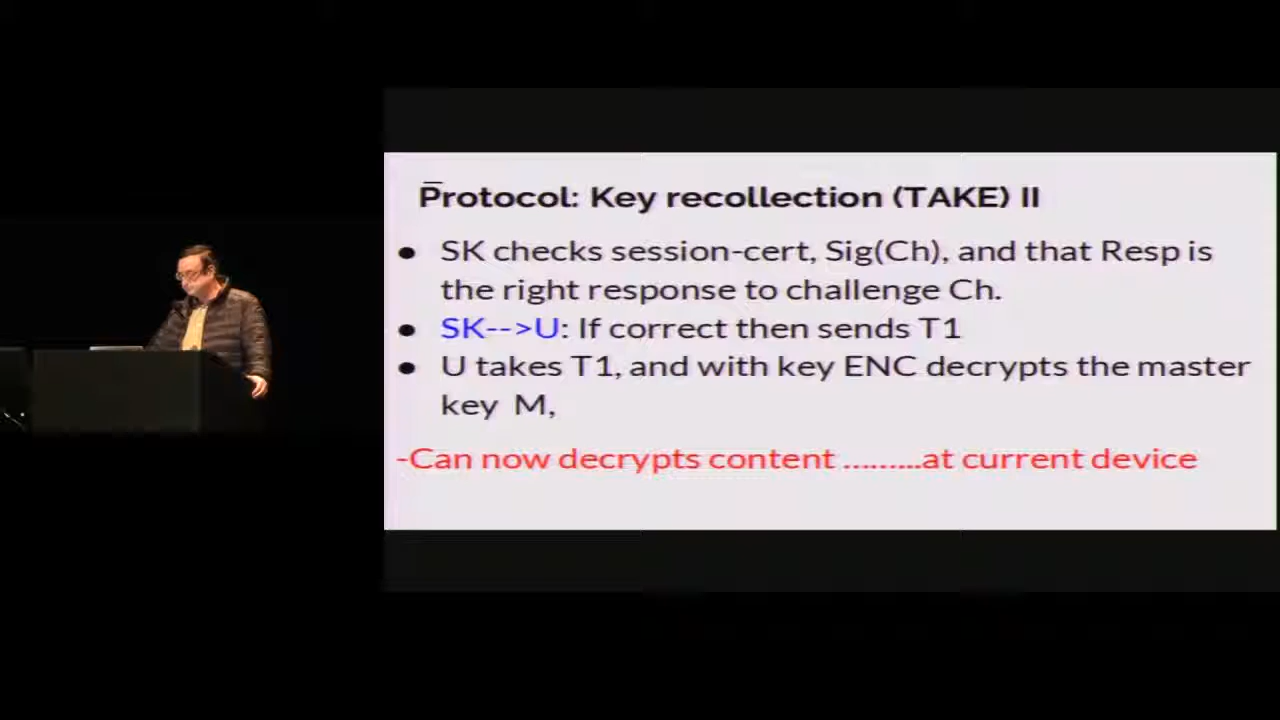 Protocol: Key recollection (TAKE) II
● SK checks session-cert, Sig(Ch), and that Resp is
the right response to challenge Ch.
● SK-->U: If correct then sends T1
● U takes T1, and with key ENC decrypts the master
key M,
-Can now decrypts content .........at current device